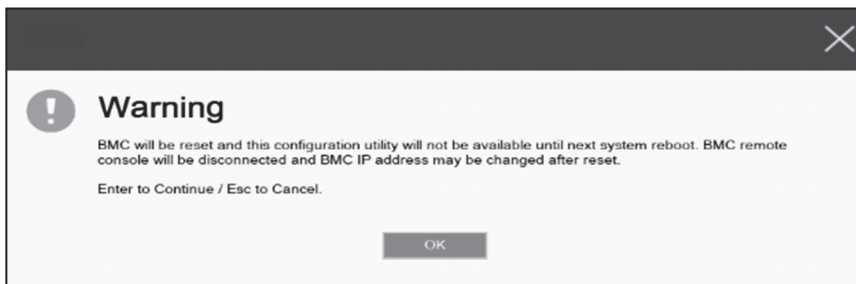 Warning
BMC will be reset and this configuration utility will not be available until next system reboot. BMC remote
console will be disconnected and BMC IP address may be changed after reset.
Enter to Continue / Esc to Cancel.
OK